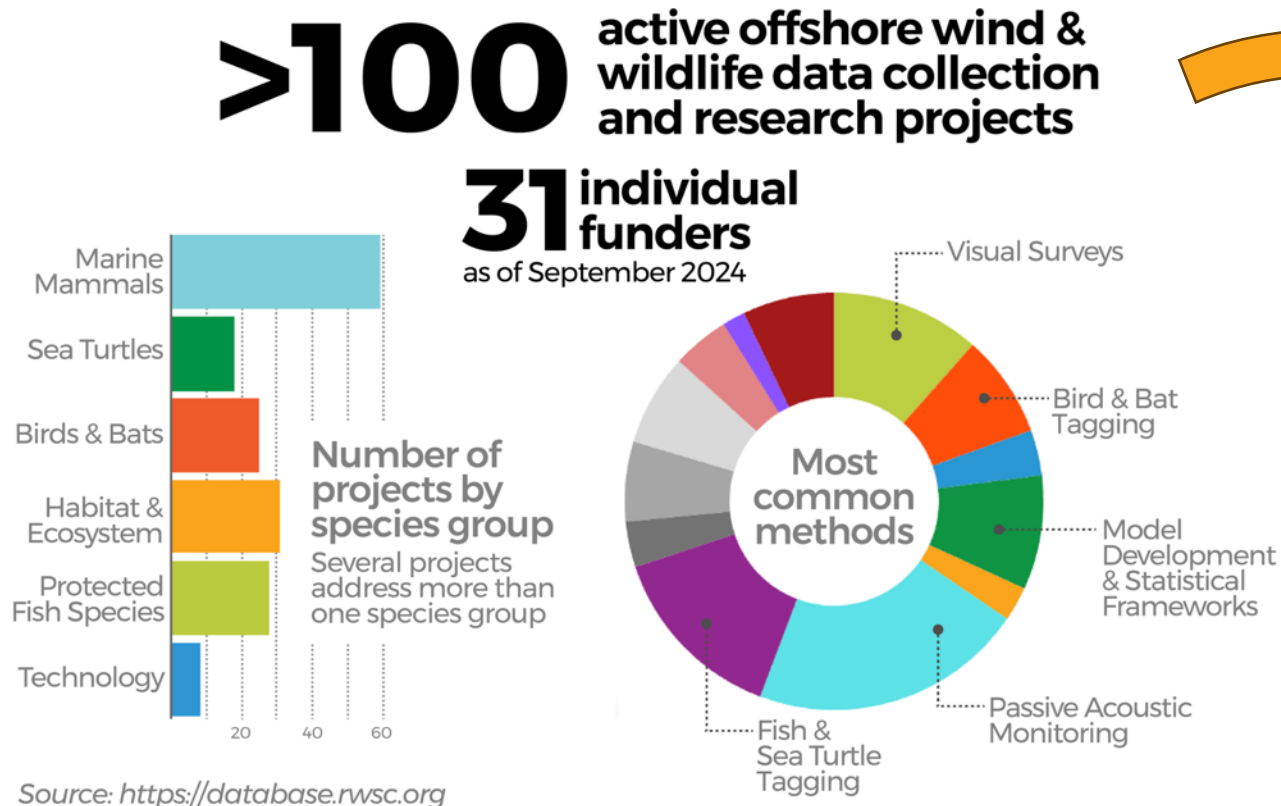 >100
active offshore wind &
wildlife data collection
and research projects
31
individual
funders
as of September 2024
Marine
Mammals
Sea Turtles
Birds & Bats
Habitat &
Ecosystem
Protected
Fish Species
Technology
20 40 60
Number of
projects by
species group
Several projects
address more than
one species group
Visual Surveys
Bird & Bat
Tagging
Most
common
methods
Model
Development
& Statistical
Frameworks
Passive Acoustic
Monitoring
Fish &
Sea Turtle
Tagging
Source: https://database.rwsc.org